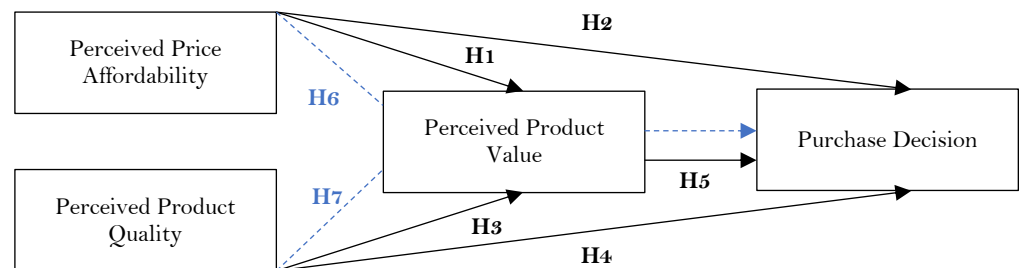 H2
Perceived Price
Affordability
H1
H6
Perceived Product
Value
Purchase Decision
H5
H7
Perceived Product
Quality
H3
H4